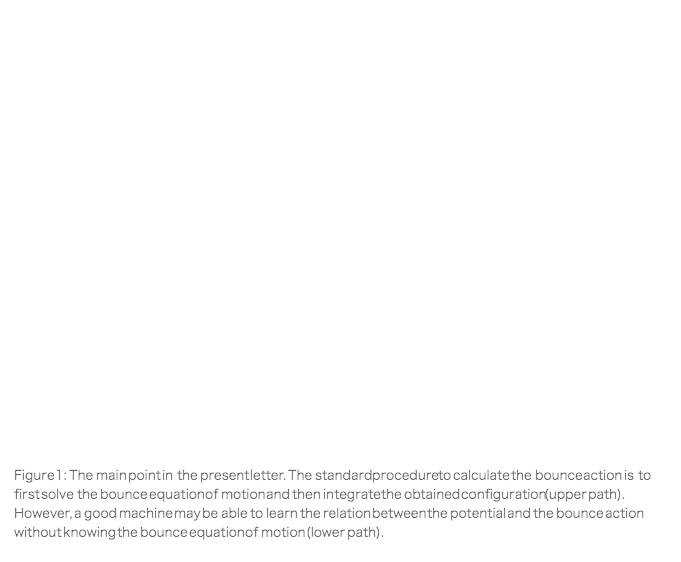 Figure 1: The main point in the present letter. The standard procedure to calculate the bounce action is to
first solve the bounce equation of motion and then integrate the obtained configuration (upper path).
However, a good machine may be able to learn the relation between the potential and the bounce action
without knowing the bounce equation of motion (lower path).